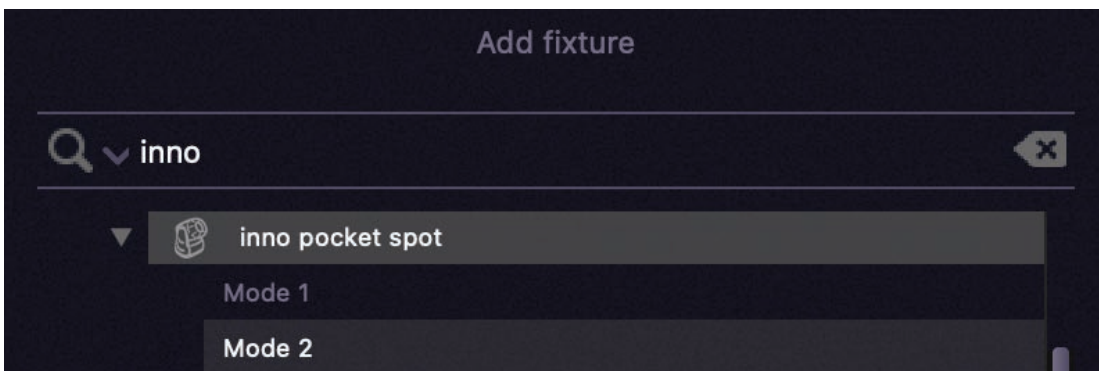 Add fixture
inno
inno pocket spot
Mode 1
Mode 2